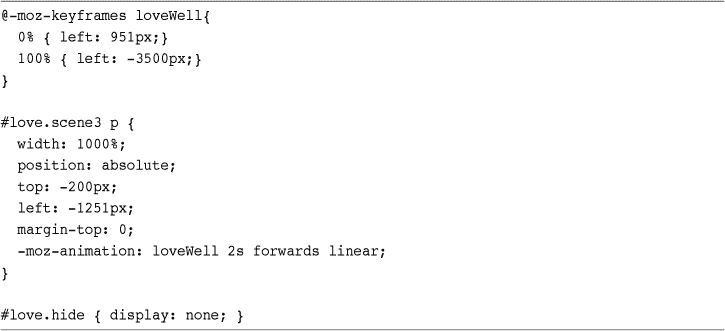 @-moz-keyframes loveWell{
  0% { left: 951px;}
  100% { left: -3500px;}
}

#love.scene3 p {
  width: 1000%;
  position: absolute;
  top: -200px;
  left: -1251px;
  margin-top: 0;
  -moz-animation: loveWell 2s forwards linear;
}

#love.hide { display: none; }